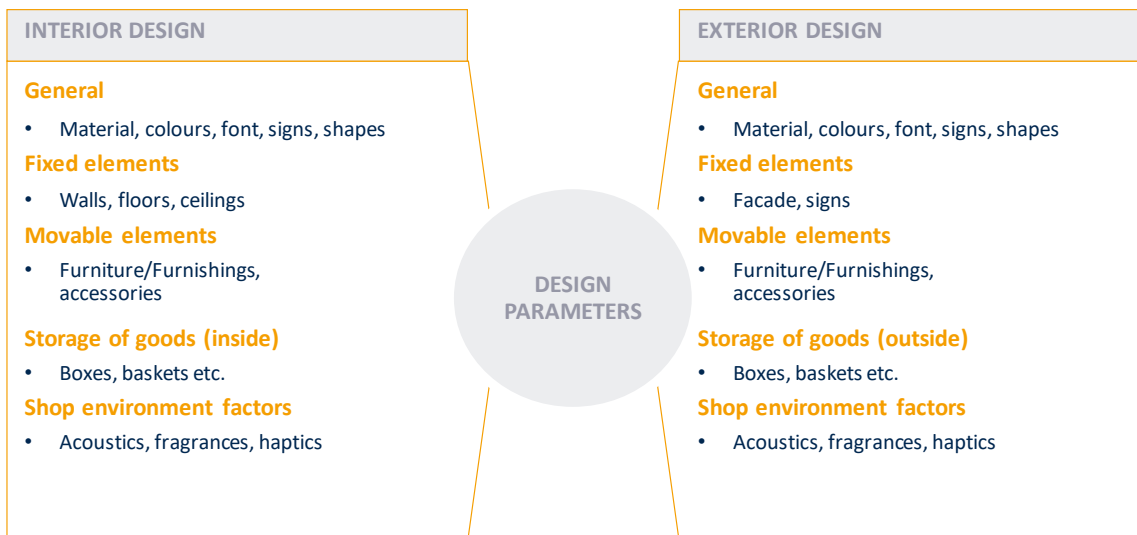 INTERIOR DESIGN
General
• Material, colours, font, signs, shapes
Fixed elements
• Walls, floors, ceilings
Movable elements
• Furniture/Furnishings,
accessories
Storage of goods (inside)
• Boxes, baskets etc.
Shop environment factors
• Acoustics, fragrances, haptics
DESIGN
PARAMETERS
EXTERIOR DESIGN
General
• Material, colours, font, signs, shapes
Fixed elements
• Facade, signs
Movable elements
• Furniture/Furnishings,
accessories
Storage of goods (outside)
• Boxes, baskets etc.
Shop environment factors
• Acoustics, fragrances, haptics